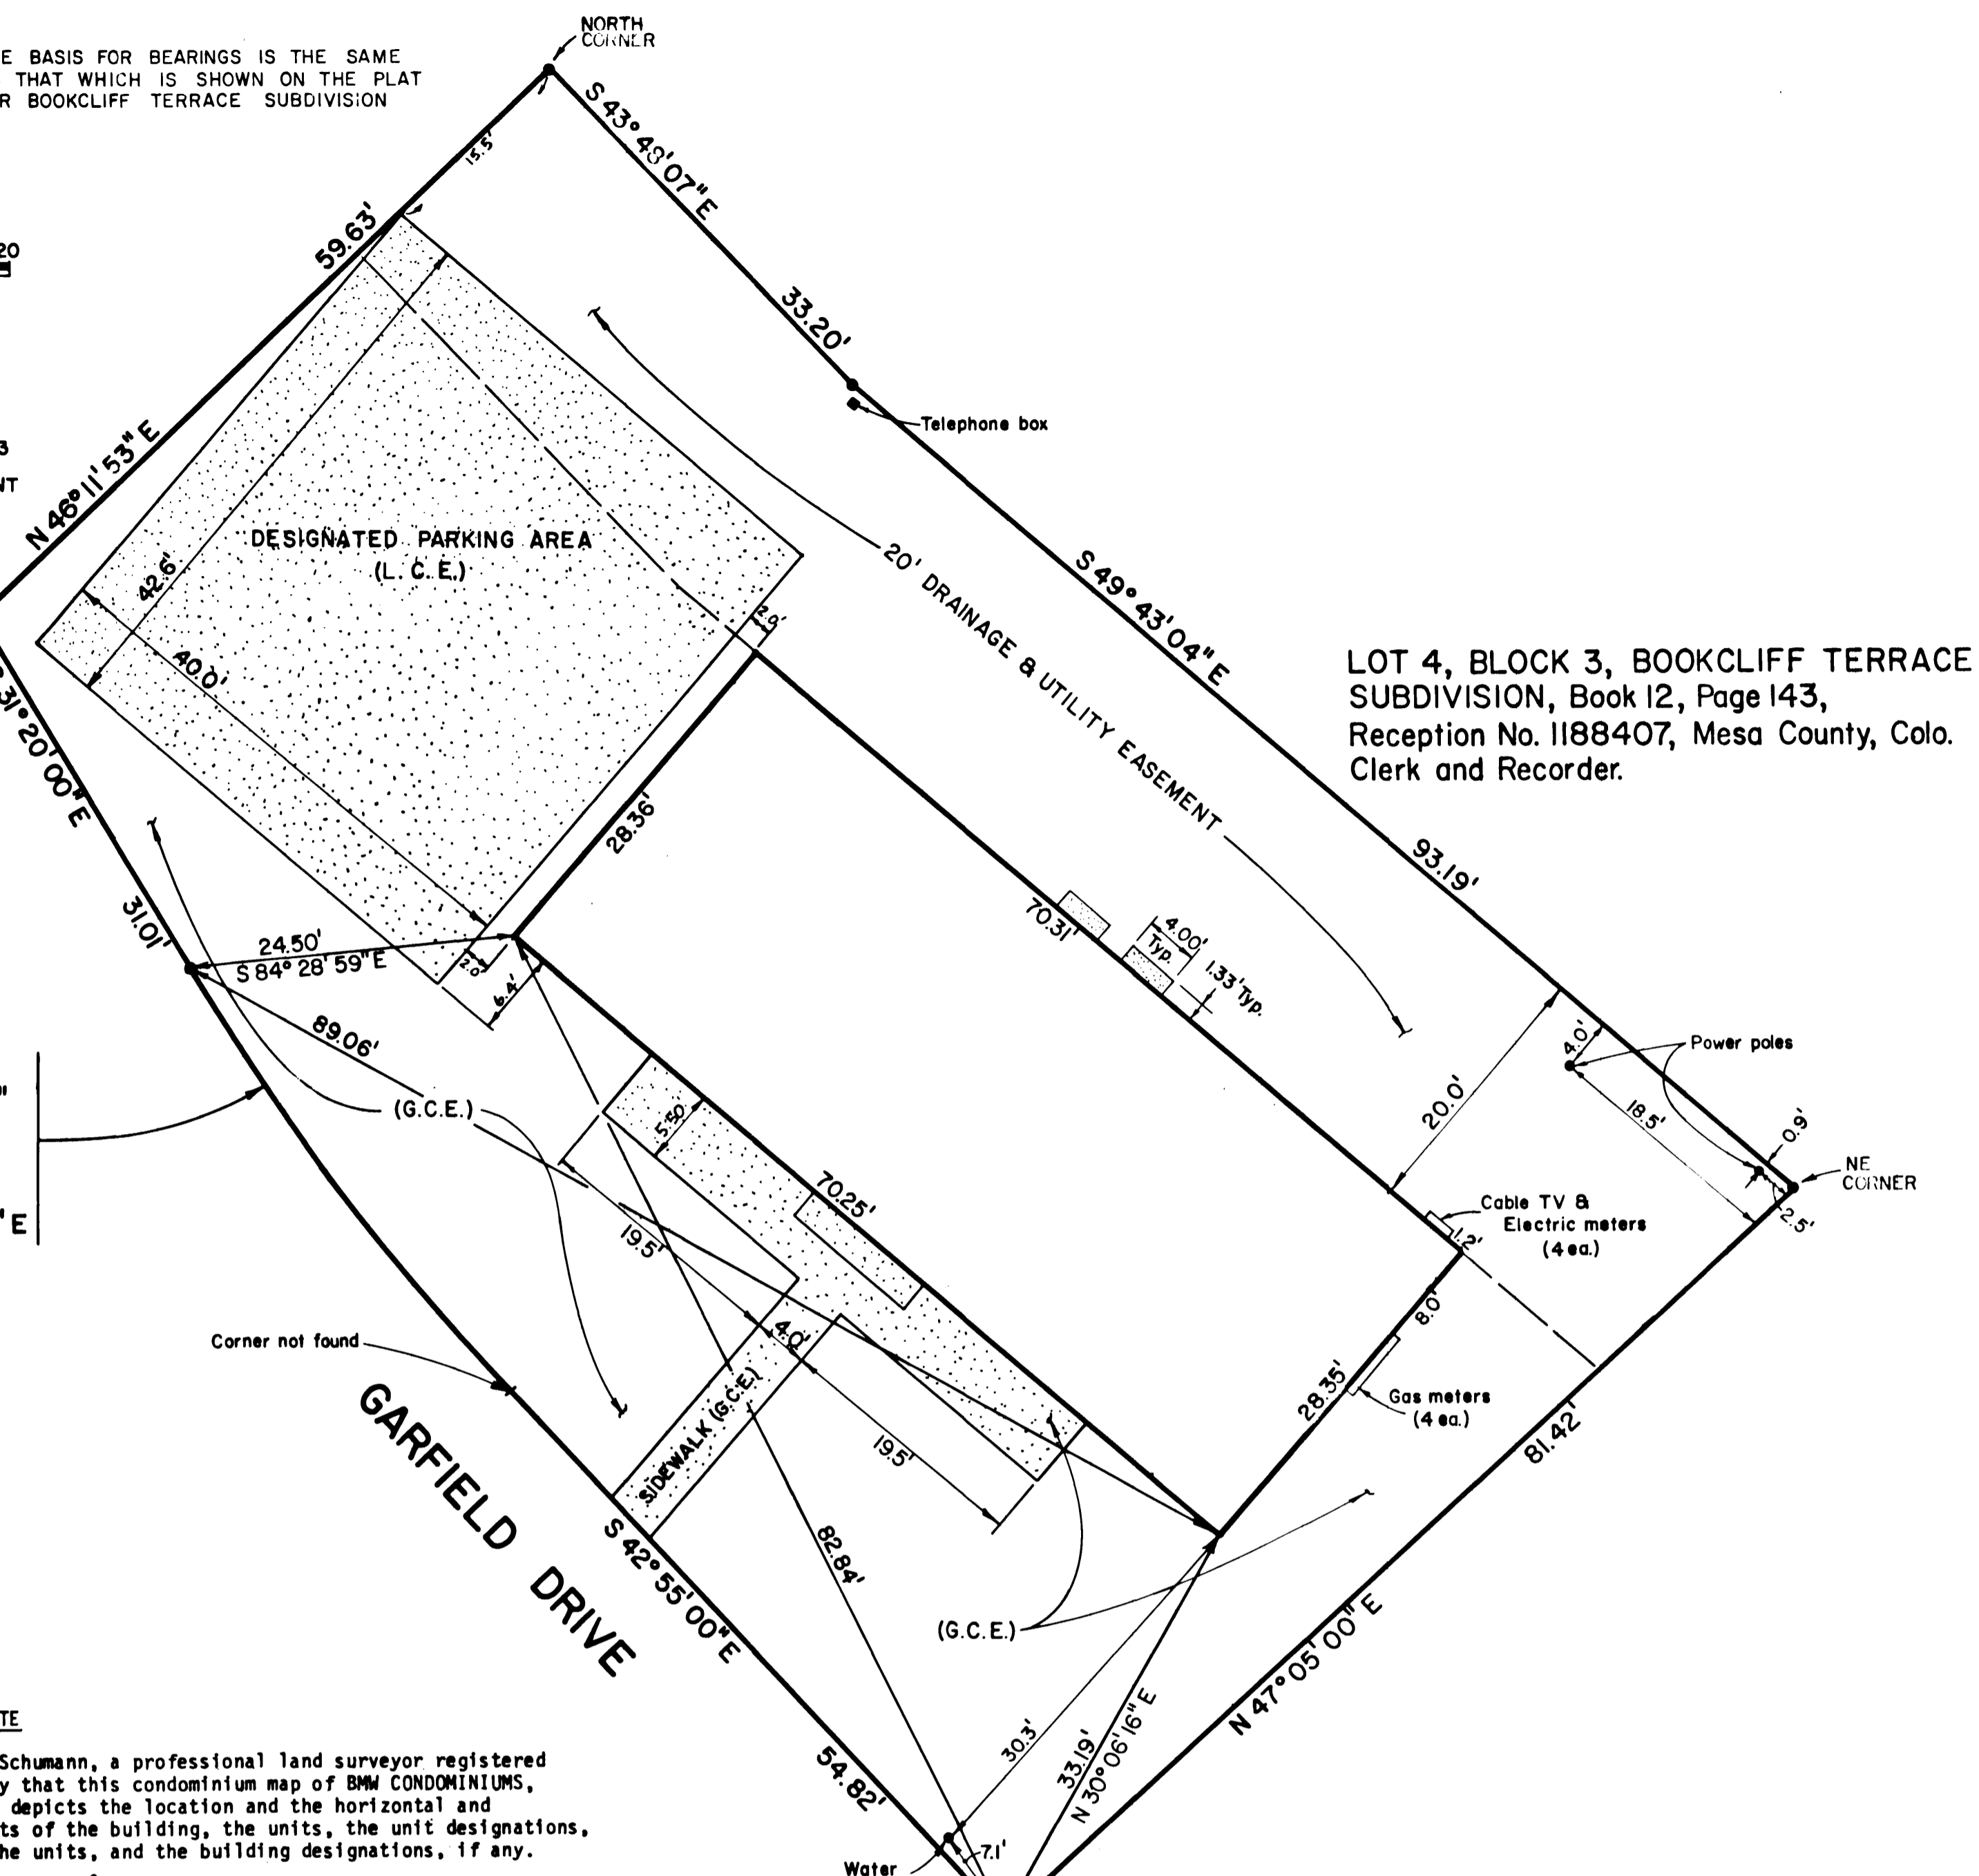 NORTH
CORNER
E BASIS FOR BEARINGS IS THE SAME
THAT WHICH IS SHOWN ON THE PLAT
R BOOKCLIFF TERRACE SUBDIVISION
S 43° 48' 07" E
15.5'
59.63'
20
33.20'
Telephone box
N 46° 11' 53" E
3
NT
DESIGNATED PARKING AREA
(L. C. E.)
42.6'
40.0'
2.0'
20' DRAINAGE & UTILITY EASEMENT
S 49° 43' 04" E
LOT 4, BLOCK 3, BOOKCLIFF TERRACE
SUBDIVISION, Book 12, Page 143,
Reception No. 1188407, Mesa County, Colo.
Clerk and Recorder.
31° 20' 00" E
28.36'
93.19'
31.01'
24.50'
S 84° 28' 59" E
2.0'
6.4'
70.31'
4.00'
Typ.
1.33' Typ.
89.06'
(G.C.E.)
4.0'
Power poles
20.0'
18.5'
0.9'
NE
CORNER
2.5'
5.50'
70.25'
Cable TV &
Electric meters
(4 ea.)
1.2'
"
' E
19.5'
8.0'
4.0'
Corner not found
28.35'
Gas meters
(4 ea.)
81.42'
SIDEWALK (G.C.E.)
19.5'
GARFIELD DRIVE
S 42° 55' 00" E
82.84'
(G.C.E.)
N 47° 05' 00" E
30.3'
33.19'
N 30° 06' 16" E
54.82'
7.1'
Water
TE
Schumann, a professional land surveyor registered
y that this condominium map of BMW CONDOMINIUMS,
depicts the location and the horizontal and
ts of the building, the units, the unit designations,
he units, and the building designations, if any.